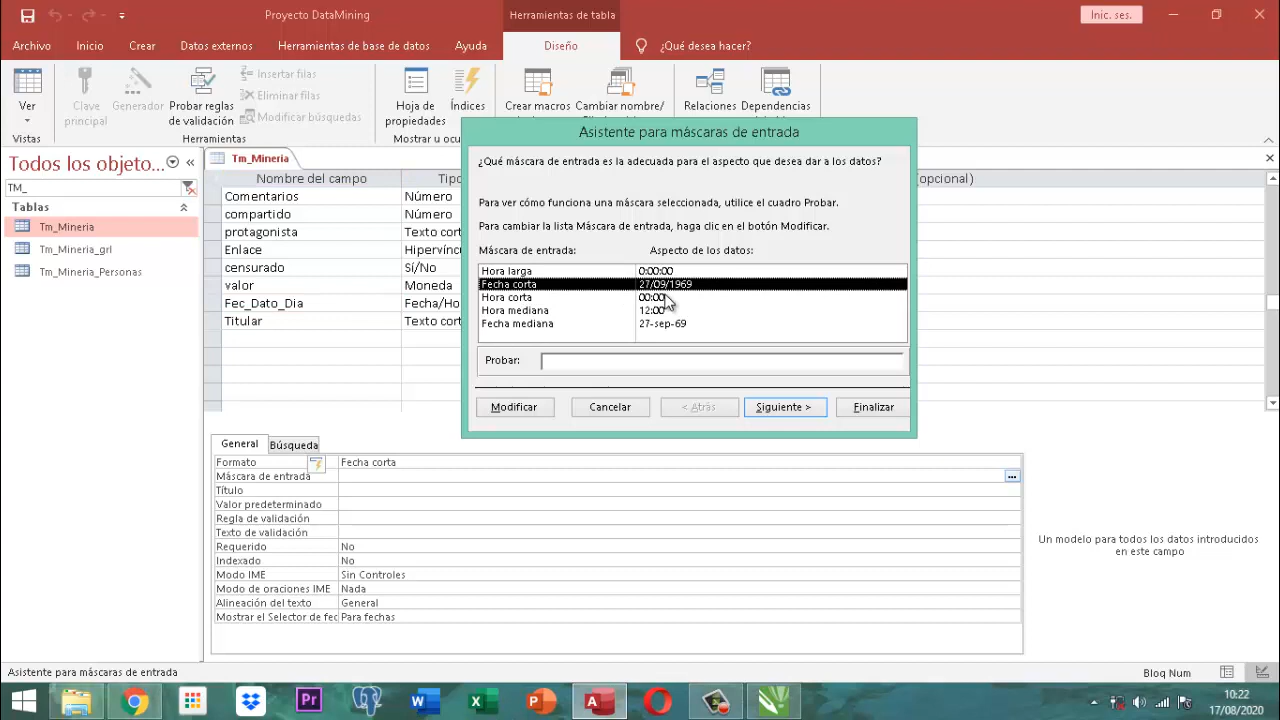 Proyecto DataMining
Herramientas de tabla
Inic. ses.
Archivo
Inicio
Crear
Datos externos
Herramientas de base de datos
Ayuda
Diseño
¿Qué desea hacer?
Ver
Clave principal
Generador
Probar reglas de validación
Insertar filas
Eliminar filas
Modificar búsquedas
Hoja de propiedades
Índices
Crear macros
Cambiar nombre/
Relaciones
Dependencias
Vistas
Herramientas
Mostrar u ocu
Todos los objeto...
TM_
Tablas
Tm_Mineria
Tm_Mineria_grl
Tm_Mineria_Personas
Tm_Mineria
Nombre del campo
Tipo
(opcional)
Comentarios
Número
compartido
Número
protagonista
Texto cort
Enlace
Hipervínc
censurado
Sí/No
valor
Moneda
Fec_Dato_Dia
Fecha/Ho
Titular
Texto cort
Asistente para máscaras de entrada
¿Qué máscara de entrada es la adecuada para el aspecto que desea dar a los datos?
Para ver cómo funciona una máscara seleccionada, utilice el cuadro Probar.
Para cambiar la lista Máscara de entrada, haga clic en el botón Modificar.
Máscara de entrada:
Aspecto de los datos:
Hora larga
0:00:00
Fecha corta
27/09/1969
Hora corta
00:00
Hora mediana
12:00
Fecha mediana
27-sep-69
Probar:
Modificar
Cancelar
< Atrás
Siguiente >
Finalizar
General
Búsqueda
Formato
Fecha corta
Máscara de entrada
...
Título
Valor predeterminado
Regla de validación
Texto de validación
Requerido
No
Indexado
No
Modo IME
Sin Controles
Modo de oraciones IME
Nada
Alineación del texto
General
Mostrar el Selector de fec
Para fechas
Un modelo para todos los datos introducidos
en este campo
Asistente para máscaras de entrada
Bloq Num
Pr
W
X
P
A
10:22
17/08/2020